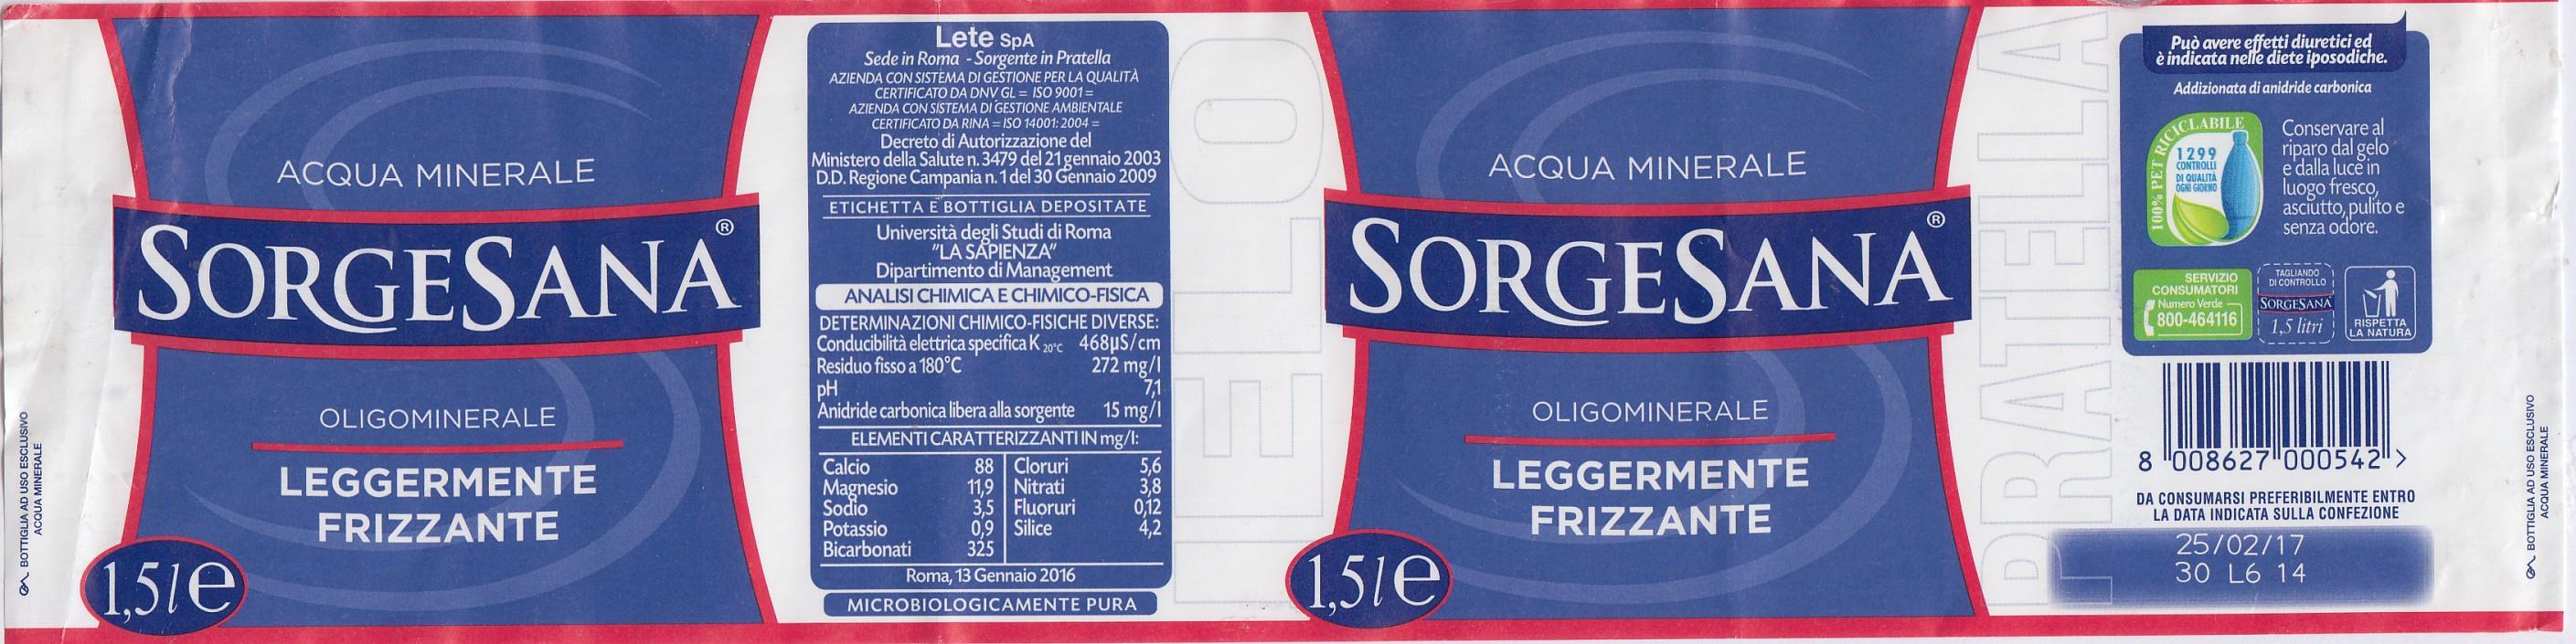 BOTTIGLIA AD USO ESCLUSIVO
ACQUA MINERALE
ACQUA MINERALE
SORGESANA®
OLIGOMINERALE
LEGGERMENTE
FRIZZANTE
1,5 l e
Lete SpA
Sede in Roma - Sorgente in Pratella
AZIENDA CON SISTEMA DI GESTIONE PER LA QUALITÀ
CERTIFICATO DA DNV GL = ISO 9001 =
AZIENDA CON SISTEMA DI GESTIONE AMBIENTALE
CERTIFICATO DA RINA = ISO 14001: 2004 =
Decreto di Autorizzazione del
Ministero della Salute n. 3479 del 21 gennaio 2003
D.D. Regione Campania n. 1 del 30 Gennaio 2009
ETICHETTA E BOTTIGLIA DEPOSITATE
Università degli Studi di Roma
"LA SAPIENZA"
Dipartimento di Management
ANALISI CHIMICA E CHIMICO-FISICA
DETERMINAZIONI CHIMICO-FISICHE DIVERSE:
Conducibilità elettrica specifica K 20°C 468µS/cm
Residuo fisso a 180°C 272 mg/l
pH 7,1
Anidride carbonica libera alla sorgente 15 mg/l
ELEMENTI CARATTERIZZANTI IN mg/l:
Calcio 88 Cloruri 5,6
Magnesio 11,9 Nitrati 3,8
Sodio 3,5 Fluoruri 0,12
Potassio 0,9 Silice 4,2
Bicarbonati 325
Roma, 13 Gennaio 2016
MICROBIOLOGICAMENTE PURA
ACQUA MINERALE
SORGESANA®
OLIGOMINERALE
LEGGERMENTE
FRIZZANTE
1,5 l e
PRATELLA
Può avere effetti diuretici ed
è indicata nelle diete iposodiche.
Addizionata di anidride carbonica
100% PET RICICLABILE
1299
CONTROLLI
DI QUALITÀ
OGNI GIORNO
Conservare al
riparo dal gelo
e dalla luce in
luogo fresco,
asciutto, pulito e
senza odore.
SERVIZIO
CONSUMATORI
Numero Verde
800-464116
TAGLIANDO
DI CONTROLLO
SORGESANA
1,5 litri
RISPETTA
LA NATURA
8 008627 000542 >
DA CONSUMARSI PREFERIBILMENTE ENTRO
LA DATA INDICATA SULLA CONFEZIONE
25/02/17
30 L6 14
BOTTIGLIA AD USO ESCLUSIVO
ACQUA MINERALE